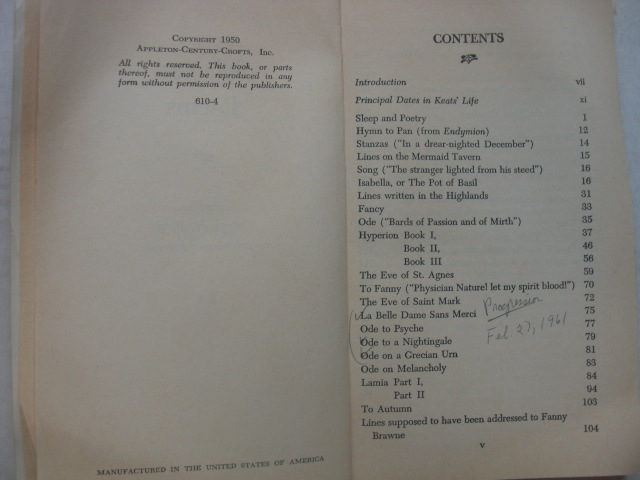 COPYRIGHT 1950
APPLETON-CENTURY-CROFTS, INC.
All rights reserved. This book, or parts
thereof, must not be reproduced in any
form without permission of the publishers.
610-4
MANUFACTURED IN THE UNITED STATES OF AMERICA
CONTENTS
Introduction vii
Principal Dates in Keats' Life xi
Sleep and Poetry 1
Hymn to Pan (from Endymion) 12
Stanzas ("In a drear-nighted December") 14
Lines on the Mermaid Tavern 15
Song ("The stranger lighted from his steed") 16
Isabella, or The Pot of Basil 16
Lines written in the Highlands 31
Fancy 33
Ode ("Bards of Passion and of Mirth") 35
Hyperion Book I, 37
Book II, 46
Book III 56
The Eve of St. Agnes 59
To Fanny ("Physician Nature! let my spirit blood!") 70
The Eve of Saint Mark 72
La Belle Dame Sans Merci 75
Ode to Psyche 77
Ode to a Nightingale 79
Ode on a Grecian Urn 81
Ode on Melancholy 83
Lamia Part I, 84
Part II 94
To Autumn 103
Lines supposed to have been addressed to Fanny
Brawne 104
Progression
Feb. 27, 1961
v